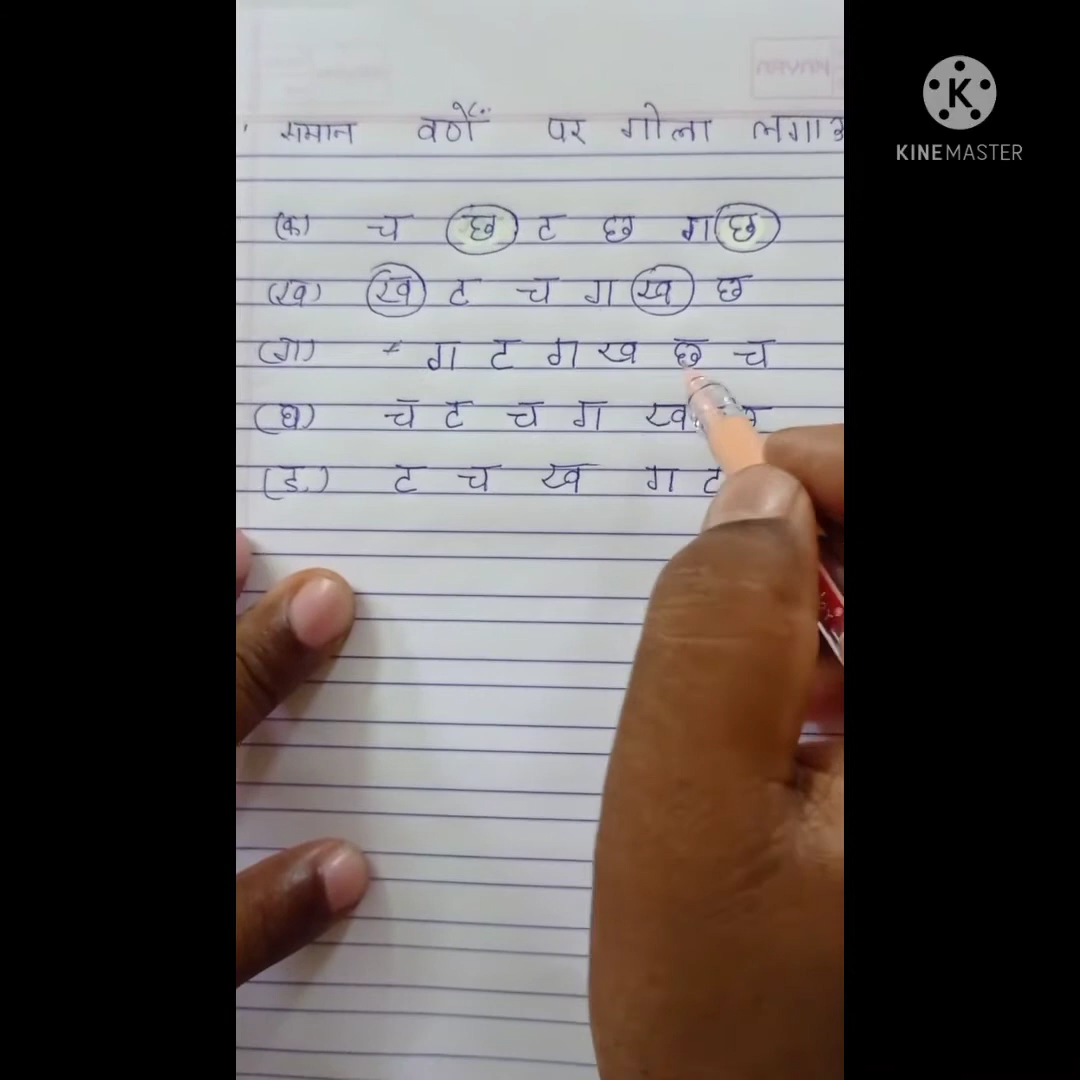 समान वर्णों पर गोला लगाओ
(क) च छ ट छ ग छ
(ख) ख ट च ग ख छ
(ग) ग ट ग ख छ च
(घ) च ट च ग ख
(ड.) ट च ख ग ट
K
KINEMASTER